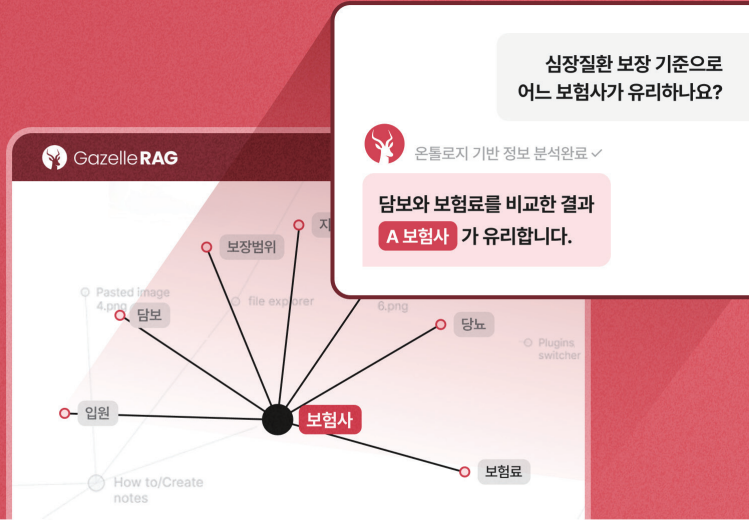 심장질환 보장 기준으로
어느 보험사가 유리하나요?
온톨로지 기반 정보 분석완료
담보와 보험료를 비교한 결과
A 보험사 가 유리합니다.
Gazelle RAG
지
보장범위
Pasted image
4.png
file explorer
6.png
담보
당뇨
Plugins
switcher
입원
보험사
보험료
How to/Create
notes